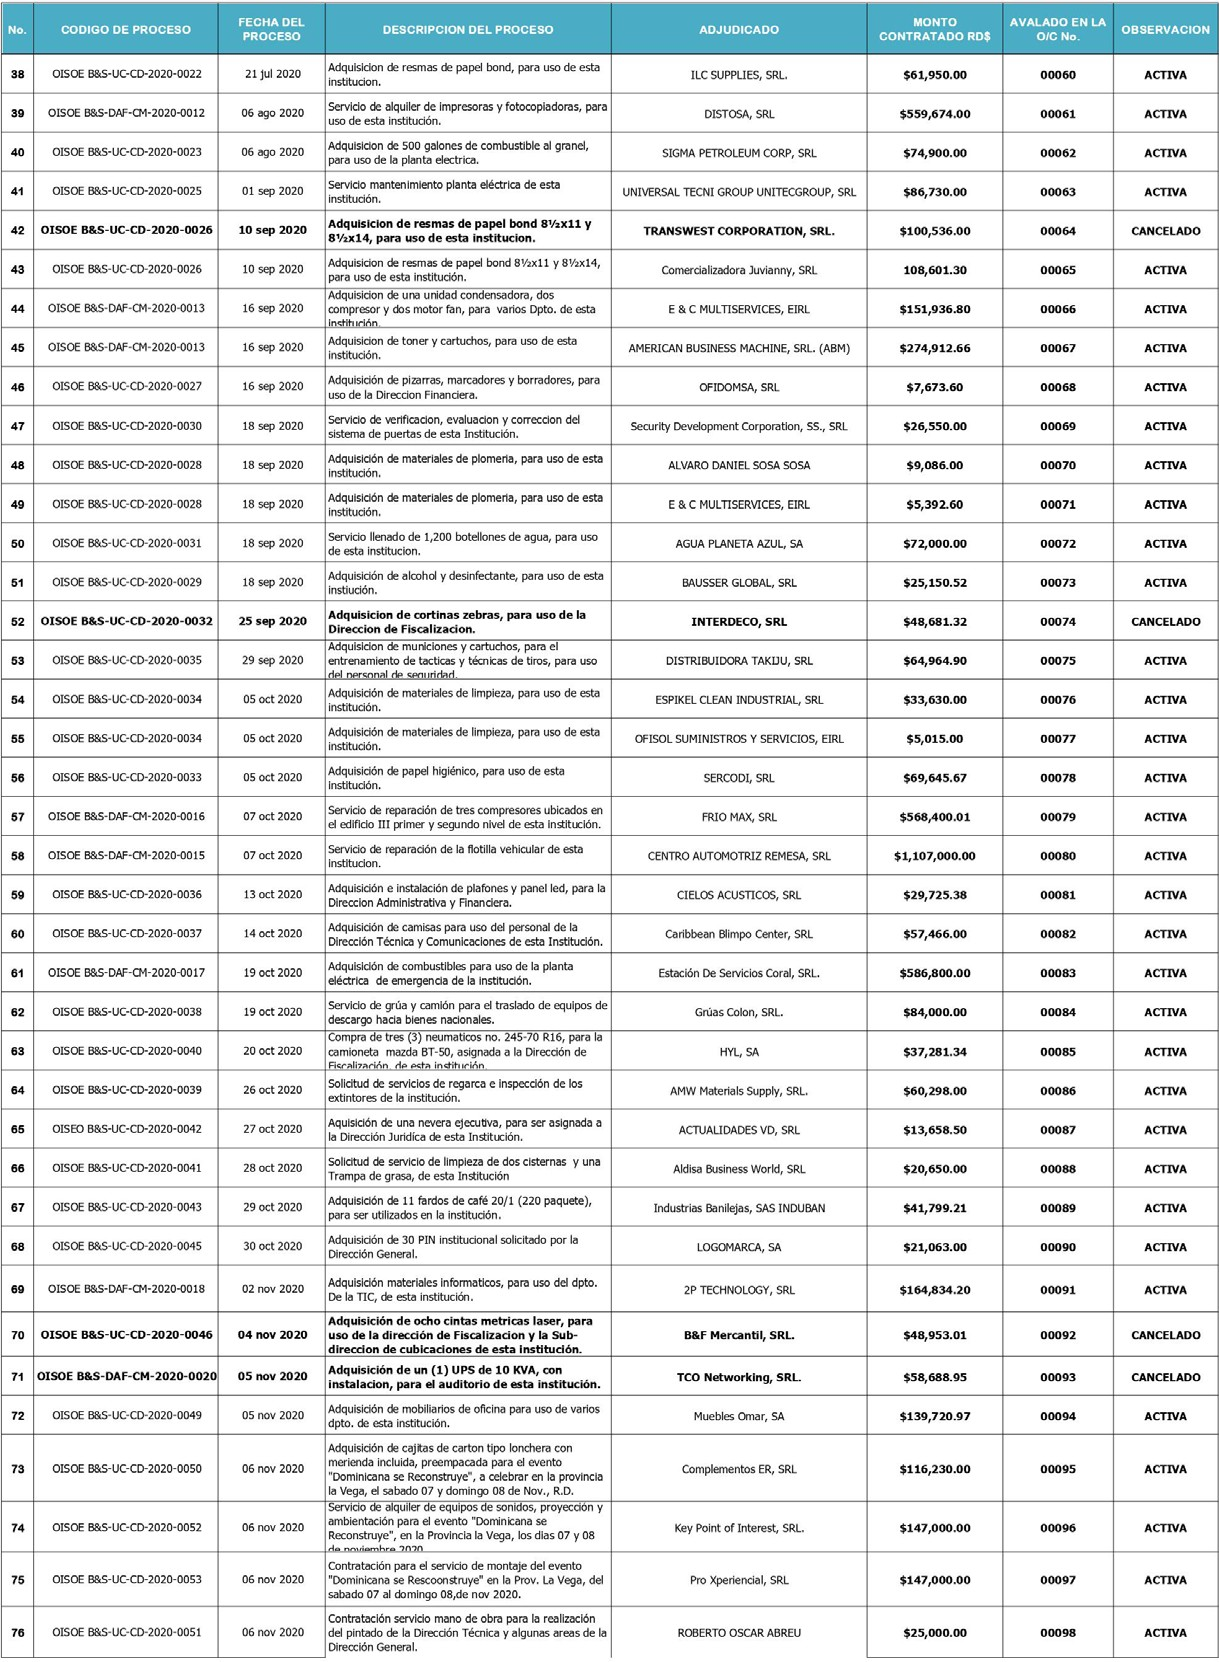 No. CODIGO DE PROCESO FECHA DEL PROCESO DESCRIPCION DEL PROCESO ADJUDICADO MONTO CONTRATADO RD$ AVALADO EN LA O/C No. OBSERVACION
38 OISOE B&S-UC-CD-2020-0022 21 jul 2020 Adquisicion de resmas de papel bond, para uso de esta institucion. ILC SUPPLIES, SRL. $61,950.00 00060 ACTIVA
39 OISOE B&S-DAF-CM-2020-0012 06 ago 2020 Servicio de alquiler de impresoras y fotocopiadoras, para uso de esta institución. DISTOSA, SRL $559,674.00 00061 ACTIVA
40 OISOE B&S-UC-CD-2020-0023 06 ago 2020 Adquisicion de 500 galones de combustible al granel, para uso de la planta electrica. SIGMA PETROLEUM CORP, SRL $74,900.00 00062 ACTIVA
41 OISOE B&S-UC-CD-2020-0025 01 sep 2020 Servicio mantenimiento planta eléctrica de esta institución. UNIVERSAL TECNI GROUP UNITECGROUP, SRL $86,730.00 00063 ACTIVA
42 OISOE B&S-UC-CD-2020-0026 10 sep 2020 Adquisicion de resmas de papel bond 8½x11 y 8½x14, para uso de esta institucion. TRANSWEST CORPORATION, SRL. $100,536.00 00064 CANCELADO
43 OISOE B&S-UC-CD-2020-0026 10 sep 2020 Adquisicion de resmas de papel bond 8½x11 y 8½x14, para uso de esta institución. Comercializadora Juvianny, SRL 108,601.30 00065 ACTIVA
44 OISOE B&S-DAF-CM-2020-0013 16 sep 2020 Adquisicion de una unidad condensadora, dos compresor y dos motor fan, para varios Dpto. de esta institución. E & C MULTISERVICES, EIRL $151,936.80 00066 ACTIVA
45 OISOE B&S-DAF-CM-2020-0013 16 sep 2020 Adquisicion de toner y cartuchos, para uso de esta institución. AMERICAN BUSINESS MACHINE, SRL. (ABM) $274,912.66 00067 ACTIVA
46 OISOE B&S-UC-CD-2020-0027 16 sep 2020 Adquisición de pizarras, marcadores y borradores, para uso de la Direccion Financiera. OFIDOMSA, SRL $7,673.60 00068 ACTIVA
47 OISOE B&S-UC-CD-2020-0030 18 sep 2020 Servicio de verificacion, evaluacion y correccion del sistema de puertas de esta Institución. Security Development Corporation, SS., SRL $26,550.00 00069 ACTIVA
48 OISOE B&S-UC-CD-2020-0028 18 sep 2020 Adquisición de materiales de plomeria, para uso de esta institución. ALVARO DANIEL SOSA SOSA $9,086.00 00070 ACTIVA
49 OISOE B&S-UC-CD-2020-0028 18 sep 2020 Adquisición de materiales de plomeria, para uso de esta institución. E & C MULTISERVICES, EIRL $5,392.60 00071 ACTIVA
50 OISOE B&S-UC-CD-2020-0031 18 sep 2020 Servicio llenado de 1,200 botellones de agua, para uso de esta institucion. AGUA PLANETA AZUL, SA $72,000.00 00072 ACTIVA
51 OISOE B&S-UC-CD-2020-0029 18 sep 2020 Adquisición de alcohol y desinfectante, para uso de esta instiución. BAUSSER GLOBAL, SRL $25,150.52 00073 ACTIVA
52 OISOE B&S-UC-CD-2020-0032 25 sep 2020 Adquisicion de cortinas zebras, para uso de la Direccion de Fiscalizacion. INTERDECO, SRL $48,681.32 00074 CANCELADO
53 OISOE B&S-UC-CD-2020-0035 29 sep 2020 Adquisicion de municiones y cartuchos, para el entrenamiento de tacticas y técnicas de tiros, para uso del personal de seguridad. DISTRIBUIDORA TAKIJU, SRL $64,964.90 00075 ACTIVA
54 OISOE B&S-UC-CD-2020-0034 05 oct 2020 Adquisición de materiales de limpieza, para uso de esta institución. ESPIKEL CLEAN INDUSTRIAL, SRL $33,630.00 00076 ACTIVA
55 OISOE B&S-UC-CD-2020-0034 05 oct 2020 Adquisición de materiales de limpieza, para uso de esta institución. OFISOL SUMINISTROS Y SERVICIOS, EIRL $5,015.00 00077 ACTIVA
56 OISOE B&S-UC-CD-2020-0033 05 oct 2020 Adquisición de papel higiénico, para uso de esta Institución. SERCODI, SRL $69,645.67 00078 ACTIVA
57 OISOE B&S-DAF-CM-2020-0016 07 oct 2020 Servicio de reparación de tres compresores ubicados en el edificio III primer y segundo nivel de esta institución. FRIO MAX, SRL $568,400.01 00079 ACTIVA
58 OISOE B&S-DAF-CM-2020-0015 07 oct 2020 Servicio de reparación de la flotilla vehicular de esta institucion. CENTRO AUTOMOTRIZ REMESA, SRL $1,107,000.00 00080 ACTIVA
59 OISOE B&S-UC-CD-2020-0036 13 oct 2020 Adquisición e instalación de plafones y panel led, para la Direccion Administrativa y Financiera. CIELOS ACUSTICOS, SRL $29,725.38 00081 ACTIVA
60 OISOE B&S-UC-CD-2020-0037 14 oct 2020 Adquisición de camisas para uso del personal de la Dirección Técnica y Comunicaciones de esta Institución. Caribbean Blimpo Center, SRL $57,466.00 00082 ACTIVA
61 OISOE B&S-DAF-CM-2020-0017 19 oct 2020 Adquisición de combustibles para uso de la planta eléctrica de emergencia de la institución. Estación De Servicios Coral, SRL. $586,800.00 00083 ACTIVA
62 OISOE B&S-UC-CD-2020-0038 19 oct 2020 Servicio de grúa y camión para el traslado de equipos de descargo hacia bienes nacionales. Grúas Colon, SRL. $84,000.00 00084 ACTIVA
63 OISOE B&S-UC-CD-2020-0040 20 oct 2020 Compra de tres (3) neumaticos no. 245-70 R16, para la camioneta mazda BT-50, asignada a la Dirección de Fiscalización, de esta institución. HYL, SA $37,281.34 00085 ACTIVA
64 OISOE B&S-UC-CD-2020-0039 26 oct 2020 Solicitud de servicios de regarca e inspección de los extintores de la institución. AMW Materials Supply, SRL. $60,298.00 00086 ACTIVA
65 OISEO B&S-UC-CD-2020-0042 27 oct 2020 Aquisición de una nevera ejecutiva, para ser asignada a la Dirección Juridíca de esta Institución. ACTUALIDADES VD, SRL $13,658.50 00087 ACTIVA
66 OISOE B&S-UC-CD-2020-0041 28 oct 2020 Solicitud de servicio de limpieza de dos cisternas y una Trampa de grasa, de esta Institución Aldisa Business World, SRL $20,650.00 00088 ACTIVA
67 OISOE B&S-UC-CD-2020-0043 29 oct 2020 Adquisición de 11 fardos de café 20/1 (220 paquete), para ser utilizados en la institución. Industrias Banilejas, SAS INDUBAN $41,799.21 00089 ACTIVA
68 OISOE B&S-UC-CD-2020-0045 30 oct 2020 Adquisición de 30 PIN institucional solicitado por la Dirección General. LOGOMARCA, SA $21,063.00 00090 ACTIVA
69 OISOE B&S-DAF-CM-2020-0018 02 nov 2020 Adquisición materiales informaticos, para uso del dpto. De la TIC, de esta institución. 2P TECHNOLOGY, SRL $164,834.20 00091 ACTIVA
70 OISOE B&S-UC-CD-2020-0046 04 nov 2020 Adquisición de ocho cintas metricas laser, para uso de la dirección de Fiscalizacion y la Sub-direccion de cubicaciones de esta institución. B&F Mercantil, SRL. $48,953.01 00092 CANCELADO
71 OISOE B&S-DAF-CM-2020-0020 05 nov 2020 Adquisición de un (1) UPS de 10 KVA, con instalacion, para el auditorio de esta institución. TCO Networking, SRL. $58,688.95 00093 CANCELADO
72 OISOE B&S-UC-CD-2020-0049 05 nov 2020 Adquisición de mobiliarios de oficina para uso de varios dpto. de esta institución. Muebles Omar, SA $139,720.97 00094 ACTIVA
73 OISOE B&S-UC-CD-2020-0050 06 nov 2020 Adquisición de cajitas de carton tipo lonchera con merienda incluida, preempacada para el evento "Dominicana se Reconstruye", a celebrar en la provincia la Vega, el sabado 07 y domingo 08 de Nov., R.D. Complementos ER, SRL $116,230.00 00095 ACTIVA
74 OISOE B&S-UC-CD-2020-0052 06 nov 2020 Servicio de alquiler de equipos de sonidos, proyección y ambientación para el evento "Dominicana se Reconstruye", en la Provincia la Vega, los dias 07 y 08 de noviembre 2020. Key Point of Interest, SRL. $147,000.00 00096 ACTIVA
75 OISOE B&S-UC-CD-2020-0053 06 nov 2020 Contratación para el servicio de montaje del evento "Dominicana se Rescoonstruye" en la Prov. La Vega, del sabado 07 al domingo 08,de nov 2020. Pro Xperiencial, SRL $147,000.00 00097 ACTIVA
76 OISOE B&S-UC-CD-2020-0051 06 nov 2020 Contratación servicio mano de obra para la realización del pintado de la Dirección Técnica y algunas areas de la Dirección General. ROBERTO OSCAR ABREU $25,000.00 00098 ACTIVA